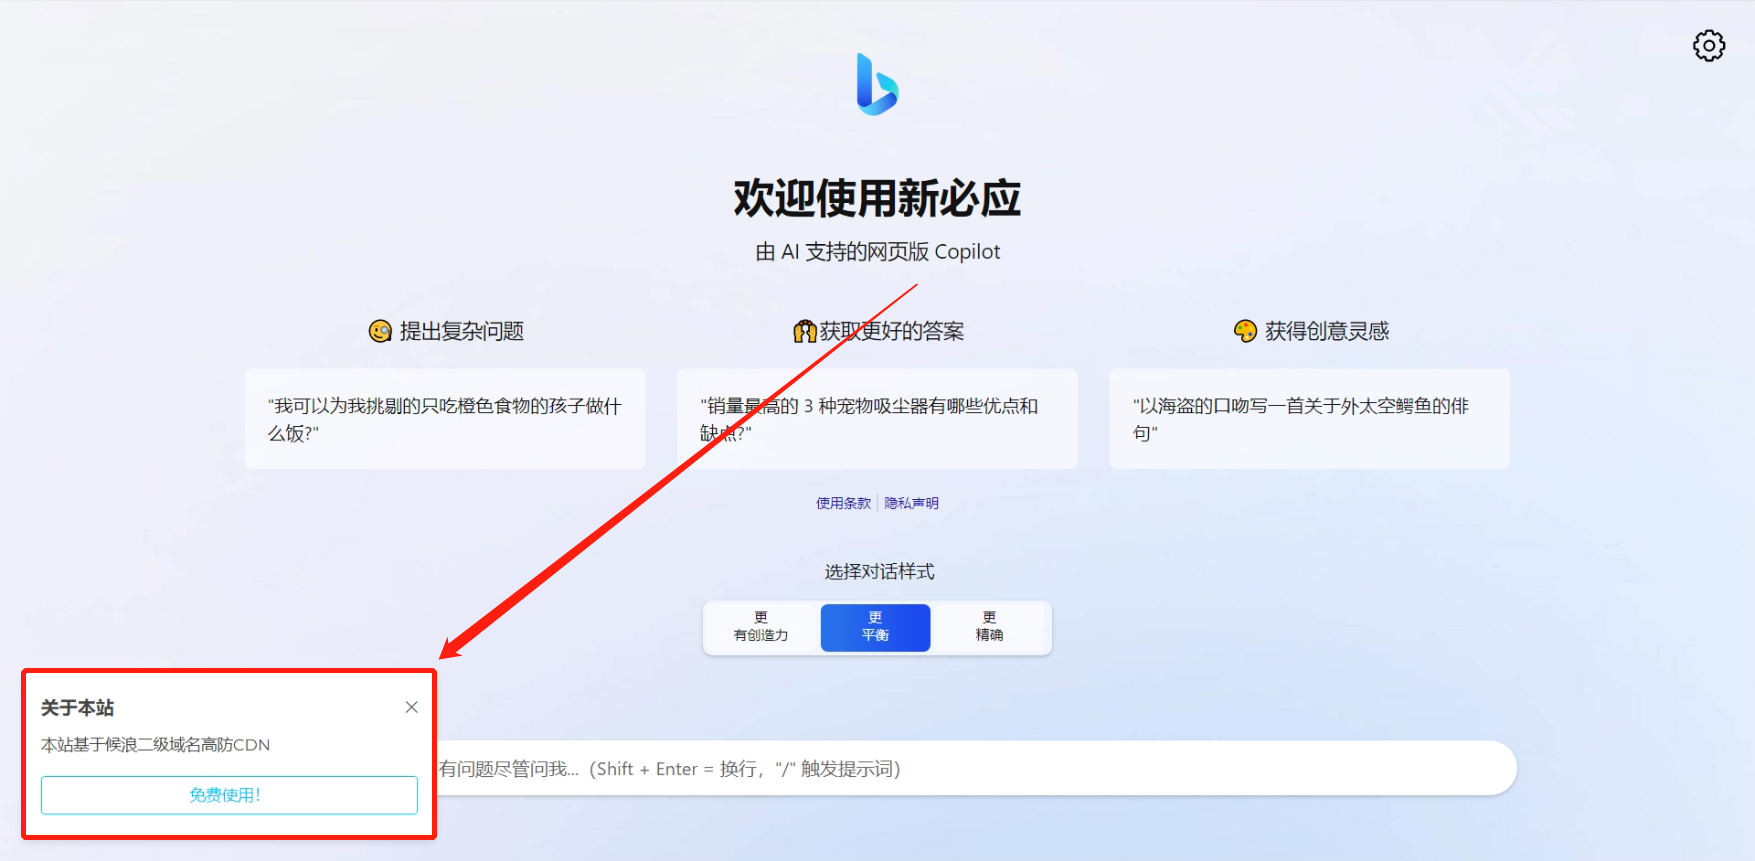 欢迎使用新必应
由 AI 支持的网页版 Copilot
提出复杂问题
"我可以为我挑剔的只吃橙色食物的孩子做什
么饭?"
获取更好的答案
"销量最高的 3 种宠物吸尘器有哪些优点和
缺点?"
获得创意灵感
"以海盗的口吻写一首关于外太空鳄鱼的俳
句"
使用条款 | 隐私声明
选择对话样式
更
有创造力
更
平衡
更
精确
关于本站
本站基于候浪二级域名高防CDN
免费使用!
有问题尽管问我...（Shift + Enter = 换行，"/" 触发提示词）